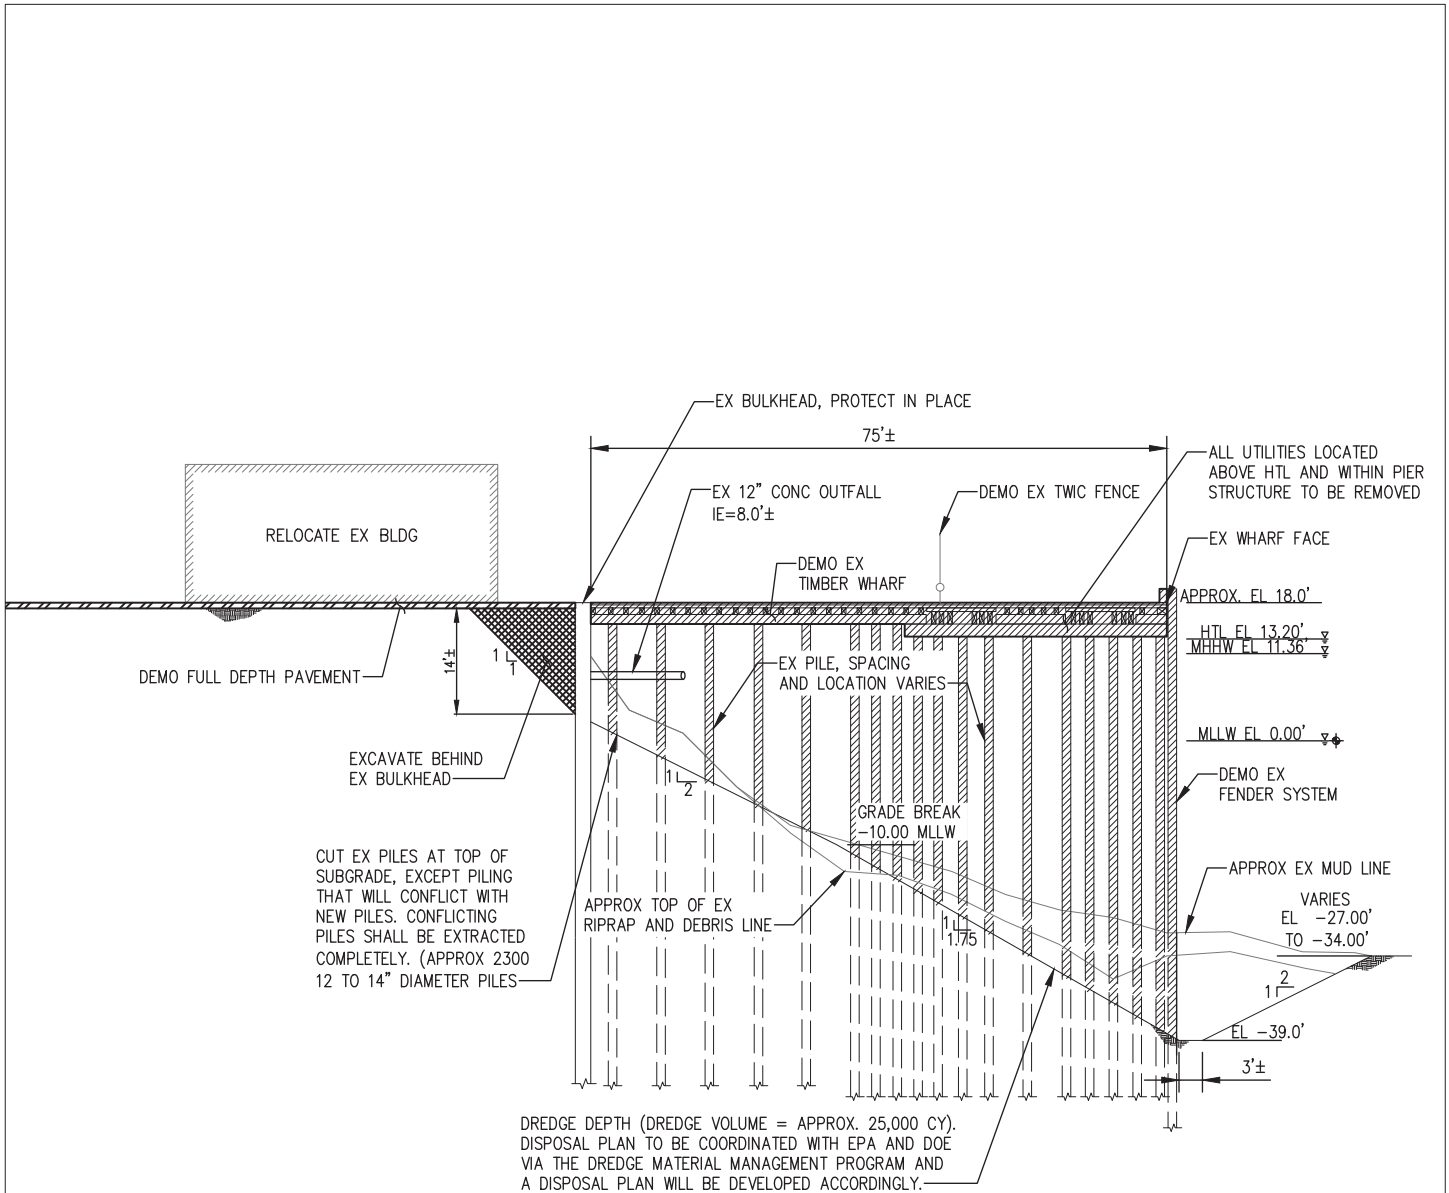 EX BULKHEAD, PROTECT IN PLACE
75'±
ALL UTILITIES LOCATED
ABOVE HTL AND WITHIN PIER
STRUCTURE TO BE REMOVED
EX 12" CONC OUTFALL
IE=8.0'±
DEMO EX TWIC FENCE
RELOCATE EX BLDG
EX WHARF FACE
DEMO EX
TIMBER WHARF
APPROX. EL 18.0'
HTL EL 13.20'
MHHW EL 11.36'
14'±
1
1
EX PILE, SPACING
AND LOCATION VARIES
DEMO FULL DEPTH PAVEMENT
MLLW EL 0.00'
EXCAVATE BEHIND
EX BULKHEAD
1
2
DEMO EX
FENDER SYSTEM
GRADE BREAK
-10.00 MLLW
CUT EX PILES AT TOP OF
SUBGRADE, EXCEPT PILING
THAT WILL CONFLICT WITH
NEW PILES. CONFLICTING
PILES SHALL BE EXTRACTED
COMPLETELY. (APPROX 2300
12 TO 14" DIAMETER PILES
APPROX EX MUD LINE
APPROX TOP OF EX
RIPRAP AND DEBRIS LINE
VARIES
EL -27.00'
TO -34.00'
1
1.75
2
1
EL -39.0'
3'±
DREDGE DEPTH (DREDGE VOLUME = APPROX. 25,000 CY).
DISPOSAL PLAN TO BE COORDINATED WITH EPA AND DOE
VIA THE DREDGE MATERIAL MANAGEMENT PROGRAM AND
A DISPOSAL PLAN WILL BE DEVELOPED ACCORDINGLY.